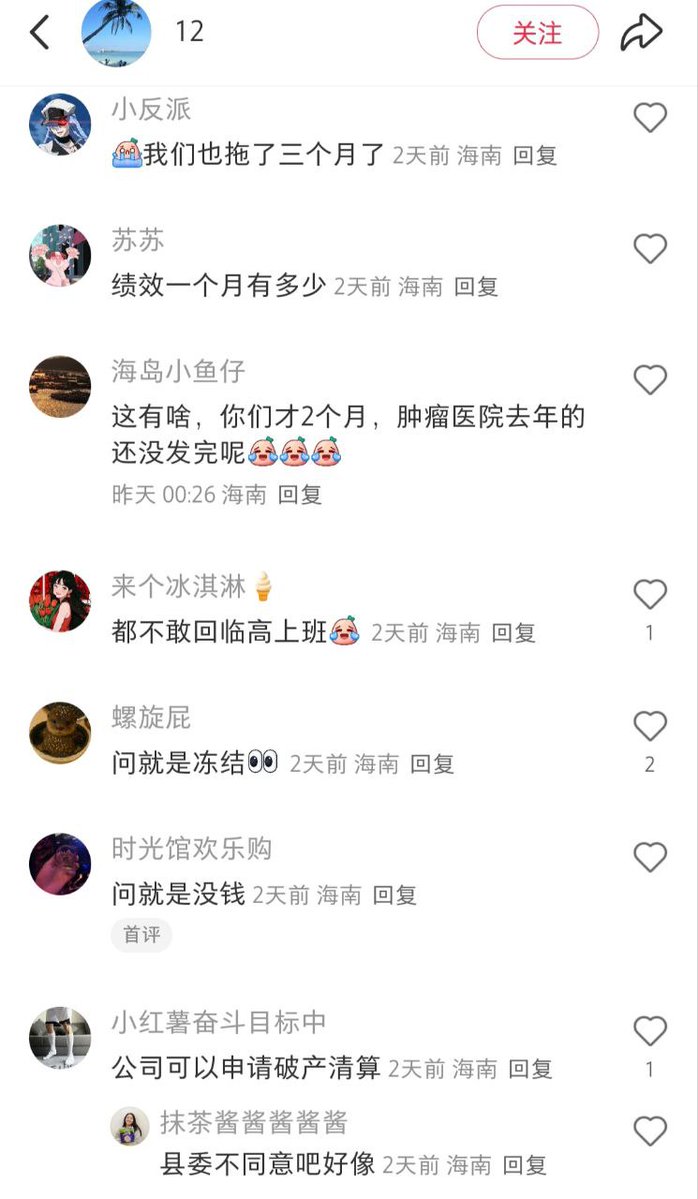 12
关注
小反派
我们也拖了三个月了 2天前 海南 回复
苏苏
绩效一个月有多少 2天前 海南 回复
海岛小鱼仔
这有啥，你们才2个月，肿瘤医院去年的
还没发完呢
昨天 00:26 海南 回复
来个冰淇淋🍦
都不敢回临高上班 2天前 海南 回复
1
螺旋屁
问就是冻结👀 2天前 海南 回复
2
时光馆欢乐购
问就是没钱 2天前 海南 回复
首评
小红薯奋斗目标中
公司可以申请破产清算 2天前 海南 回复
1
抹茶酱酱酱酱酱
县委不同意吧好像 2天前 海南 回复